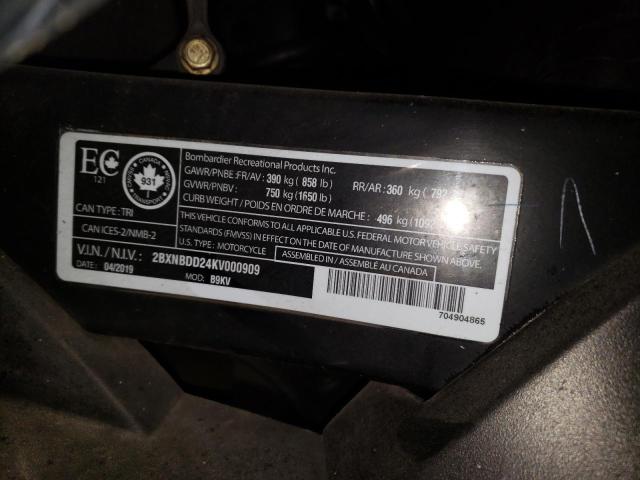 EC
121
CANADA
931
TRANSPORT
Bombardier Recreational Products Inc.
GAWR/PNBE FR/AV: 390 kg ( 858 lb) RR/AR: 360 kg ( 792
GVWR/PNBV : 750 kg (1650 lb)
CURB WEIGHT / POIDS EN ORDRE DE MARCHE : 496 kg (1092
CAN TYPE: TRI
THIS VEHICLE CONFORMS TO ALL APPLICABLE U.S. FEDERAL MOTOR VEHICLE SAFETY
STANDARDS (FMVSS) IN EFFECT ON THE DATE OF MANUFACTURE SHOWN ABOVE.
CAN ICES-2/NMB-2
U.S. TYPE: MOTORCYCLE
ASSEMBLED IN / ASSEMBLÉ AU CANADA
V.I.N. / N.I.V. : 2BXNBDD24KV000909
DATE : 04/2019 MOD: B9KV
704904865